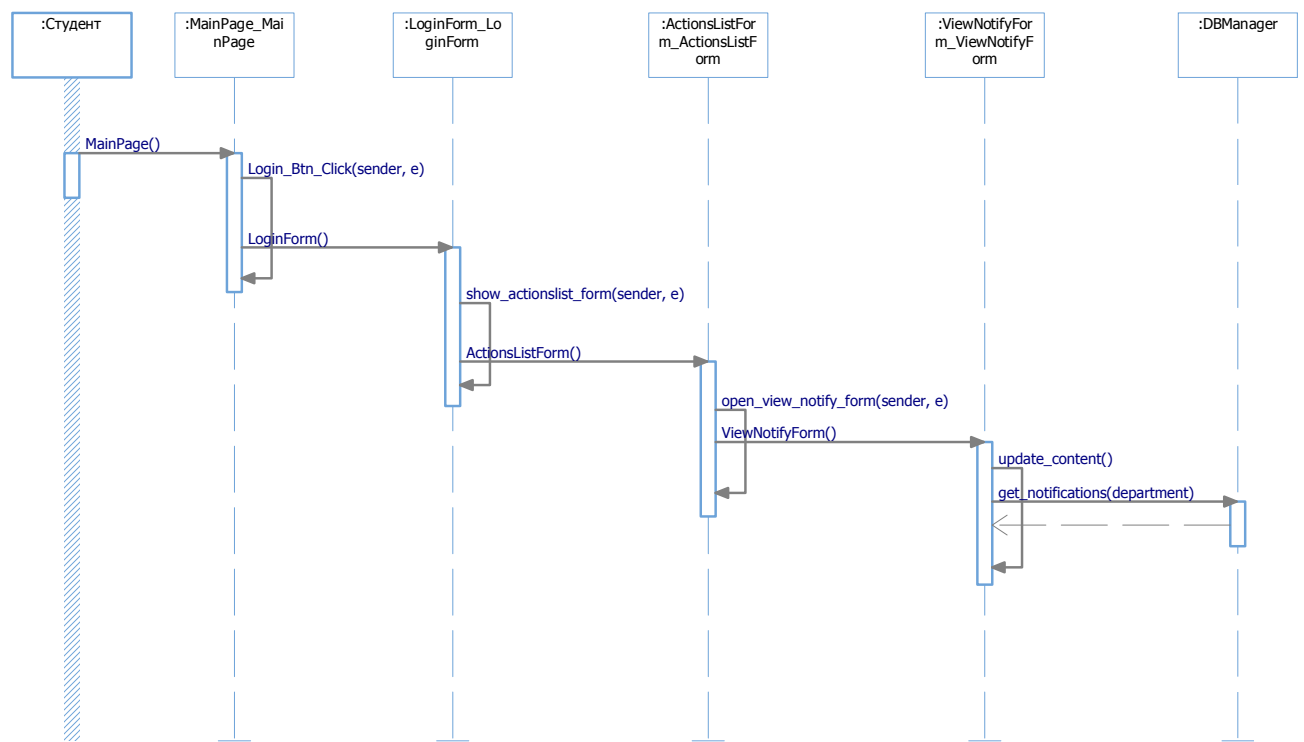 :Студент
:MainPage_Mai
nPage
:LoginForm_Lo
ginForm
:ActionsListFor
m_ActionsListF
orm
:ViewNotifyFor
m_ViewNotifyF
orm
:DBManager
MainPage()
Login_Btn_Click(sender, e)
LoginForm()
show_actionslist_form(sender, e)
ActionsListForm()
open_view_notify_form(sender, e)
ViewNotifyForm()
update_content()
get_notifications(department)